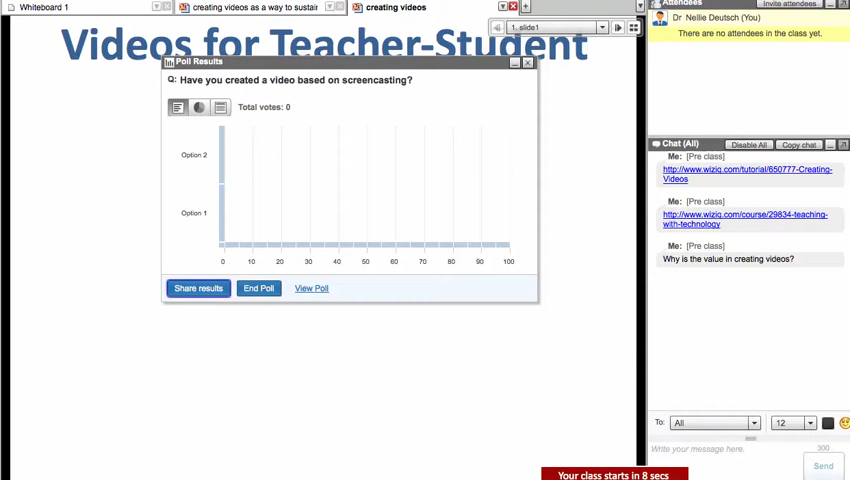 Whiteboard 1
creating videos as a way to sustain
creating videos
Attendees
Invite attendees
Dr Nellie Deutsch (You)
There are no attendees in the class yet.
1. slide1
Videos for Teacher-Student
Poll Results
Q: Have you created a video based on screencasting?
Total votes: 0
Option 2
Option 1
0 10 20 30 40 50 60 70 80 90 100
Share results
End Poll
View Poll
Chat (All)
Disable All
Copy chat
Me: [Pre class]
http://www.wiziq.com/tutorial/650777-Creating-
Videos
Me: [Pre class]
http://www.wiziq.com/course/29834-teaching-
with-technology
Me: [Pre class]
Why is the value in creating videos?
To: All
12
Write your message here.
300
Send
Your class starts in 8 secs